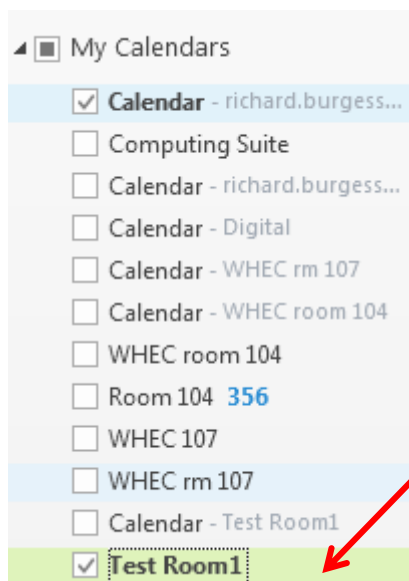 My Calendars
Calendar - richard.burgess...
Computing Suite
Calendar - richard.burgess...
Calendar - Digital
Calendar - WHEC rm 107
Calendar - WHEC room 104
WHEC room 104
Room 104 356
WHEC 107
WHEC rm 107
Calendar - Test Room1
Test Room1